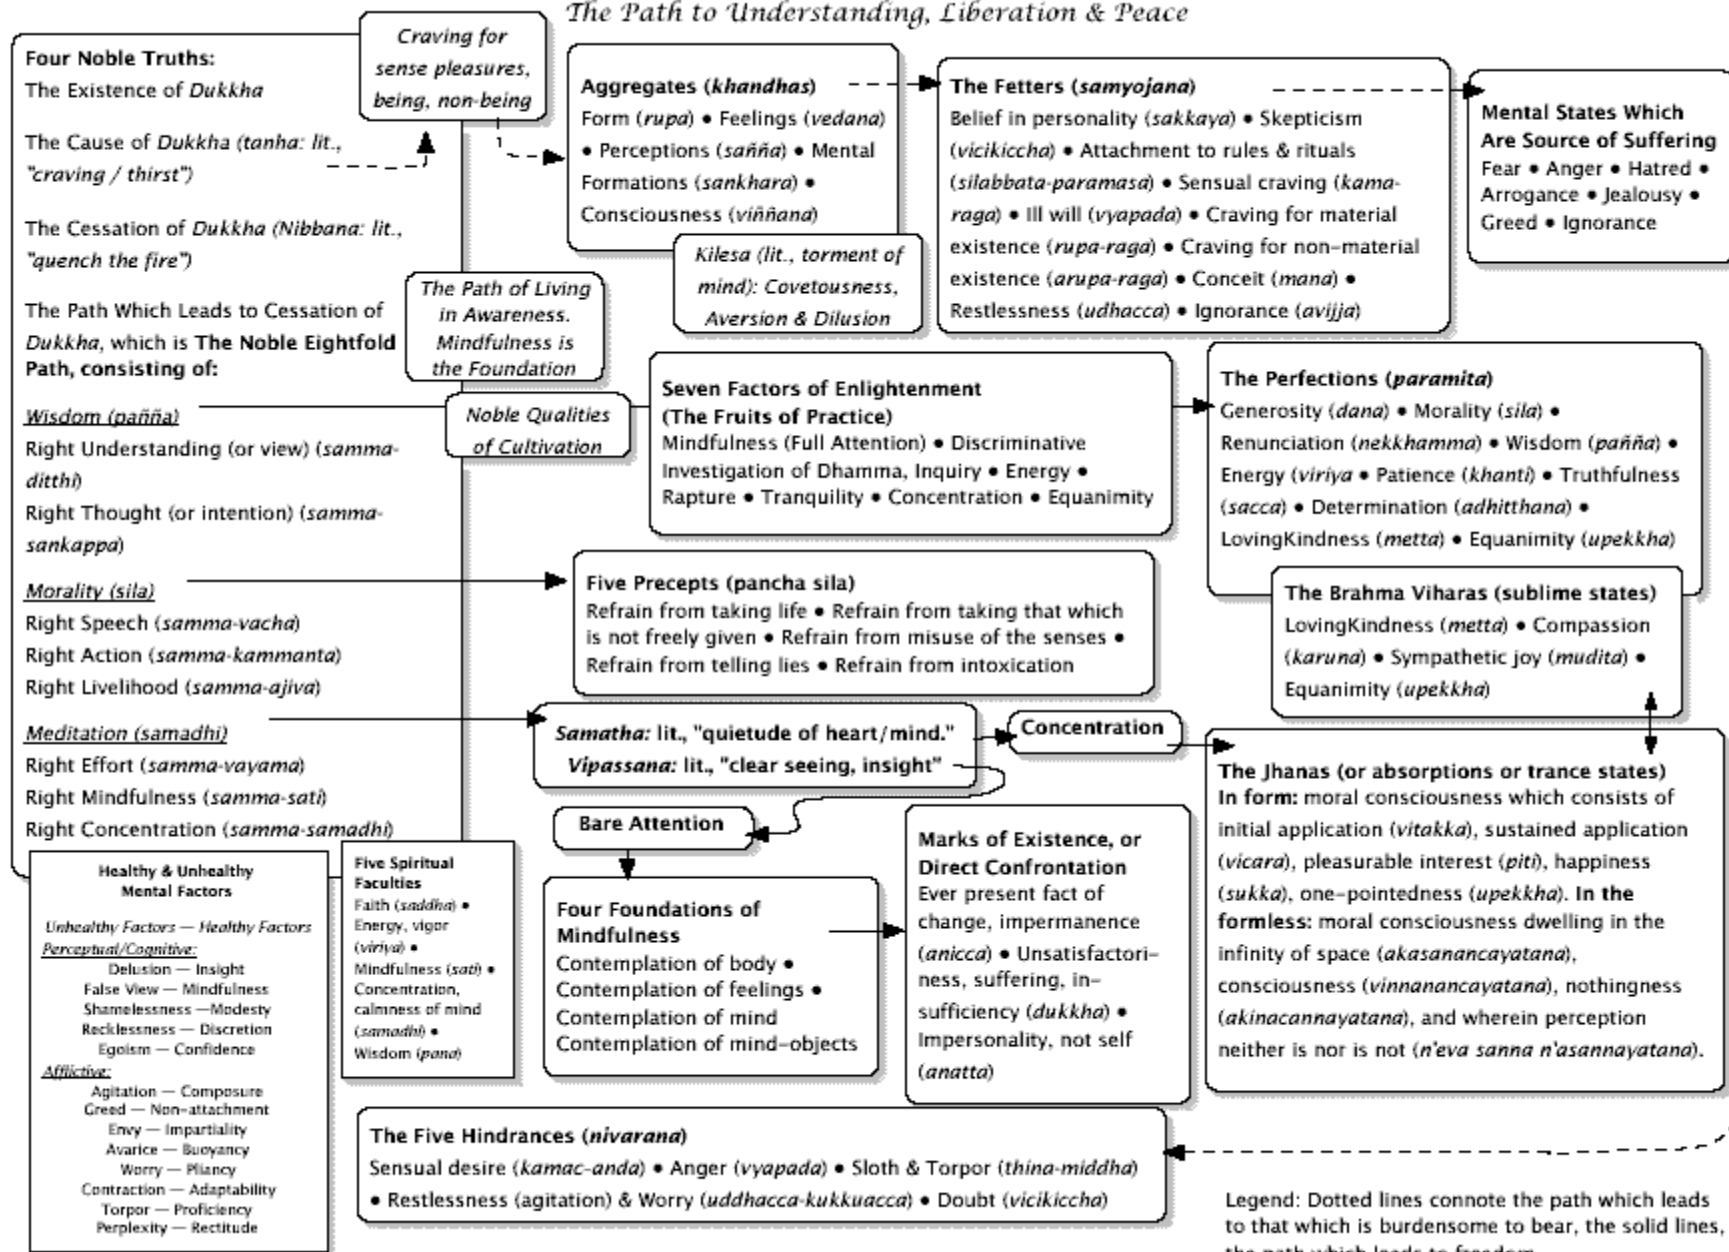 The Path to Understanding, Liberation & Peace
Four Noble Truths:
The Existence of Dukkha
The Cause of Dukkha (tanha: lit.,
"craving / thirst")
The Cessation of Dukkha (Nibbana: lit.,
"quench the fire")
The Path Which Leads to Cessation of
Dukkha, which is The Noble Eightfold
Path, consisting of:
Wisdom (pañña)
Right Understanding (or view) (samma-
ditthi)
Right Thought (or intention) (samma-
sankappa)
Morality (sila)
Right Speech (samma-vacha)
Right Action (samma-kammanta)
Right Livelihood (samma-ajiva)
Meditation (samadhi)
Right Effort (samma-vayama)
Right Mindfulness (samma-sati)
Right Concentration (samma-samadhi)
Craving for
sense pleasures,
being, non-being
The Path of Living
in Awareness.
Mindfulness is
the Foundation
Noble Qualities
of Cultivation
Aggregates (khandhas)
Form (rupa) • Feelings (vedana)
• Perceptions (sañña) • Mental
Formations (sankhara) •
Consciousness (viññana)
Kilesa (lit., torment of
mind): Covetousness,
Aversion & Dilusion
The Fetters (samyojana)
Belief in personality (sakkaya) • Skepticism
(vicikiccha) • Attachment to rules & rituals
(silabbata-paramasa) • Sensual craving (kama-
raga) • Ill will (vyapada) • Craving for material
existence (rupa-raga) • Craving for non-material
existence (arupa-raga) • Conceit (mana) •
Restlessness (udhacca) • Ignorance (avijja)
Mental States Which
Are Source of Suffering
Fear • Anger • Hatred •
Arrogance • Jealousy •
Greed • Ignorance
Seven Factors of Enlightenment
(The Fruits of Practice)
Mindfulness (Full Attention) • Discriminative
Investigation of Dhamma, Inquiry • Energy •
Rapture • Tranquility • Concentration • Equanimity
The Perfections (paramita)
Generosity (dana) • Morality (sila) •
Renunciation (nekkhamma) • Wisdom (pañña) •
Energy (viriya • Patience (khanti) • Truthfulness
(sacca) • Determination (adhitthana) •
LovingKindness (metta) • Equanimity (upekkha)
The Brahma Viharas (sublime states)
LovingKindness (metta) • Compassion
(karuna) • Sympathetic joy (mudita) •
Equanimity (upekkha)
Five Precepts (pancha sila)
Refrain from taking life • Refrain from taking that which
is not freely given • Refrain from misuse of the senses •
Refrain from telling lies • Refrain from intoxication
Samatha: lit., "quietude of heart/mind."
Vipassana: lit., "clear seeing, insight"
Concentration
The Jhanas (or absorptions or trance states)
In form: moral consciousness which consists of
initial application (vitakka), sustained application
(vicara), pleasurable interest (piti), happiness
(sukka), one-pointedness (upekkha). In the
formless: moral consciousness dwelling in the
infinity of space (akasanancayatana),
consciousness (vinnanancayatana), nothingness
(akinacannayatana), and wherein perception
neither is nor is not (n'eva sanna n'asannayatana).
Bare Attention
Four Foundations of
Mindfulness
Contemplation of body •
Contemplation of feelings •
Contemplation of mind
Contemplation of mind-objects
Marks of Existence, or
Direct Confrontation
Ever present fact of
change, impermanence
(anicca) • Unsatisfactori-
ness, suffering, in-
sufficiency (dukkha) •
Impersonality, not self
(anatta)
Healthy & Unhealthy
Mental Factors
Unhealthy Factors — Healthy Factors
Perceptual/Cognitive:
Delusion — Insight
False View — Mindfulness
Shamelessness —Modesty
Recklessness — Discretion
Egoism — Confidence
Afflictive:
Agitation — Composure
Greed — Non-attachment
Envy — Impartiality
Avarice — Buoyancy
Worry — Pliancy
Contraction — Adaptability
Torpor — Proficiency
Perplexity — Rectitude
Five Spiritual
Faculties
Faith (saddha) •
Energy, vigor
(viriya) •
Mindfulness (sati) •
Concentration,
calmness of mind
(samadhi) •
Wisdom (pana)
The Five Hindrances (nivarana)
Sensual desire (kamac-anda) • Anger (vyapada) • Sloth & Torpor (thina-middha)
• Restlessness (agitation) & Worry (uddhacca-kukkuacca) • Doubt (vicikiccha)
Legend: Dotted lines connote the path which leads
to that which is burdensome to bear, the solid lines,
the path which leads to freedom